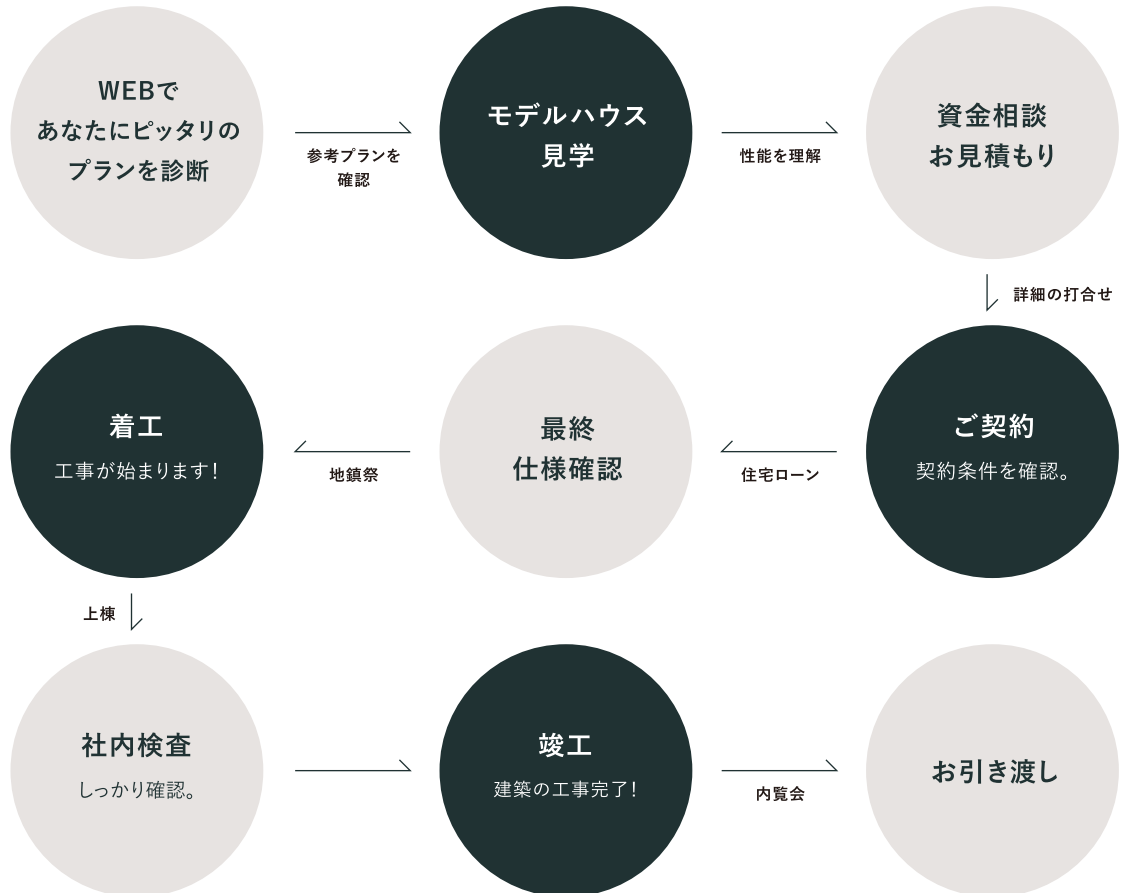 WEBで
あなたにピッタリの
プランを診断
参考プランを
確認
モデルハウス
見学
性能を理解
資金相談
お見積もり
詳細の打合せ
ご契約
契約条件を確認。
住宅ローン
最終
仕様確認
地鎮祭
着工
工事が始まります！
上棟
社内検査
しっかり確認。
竣工
建築の工事完了！
内覧会
お引き渡し